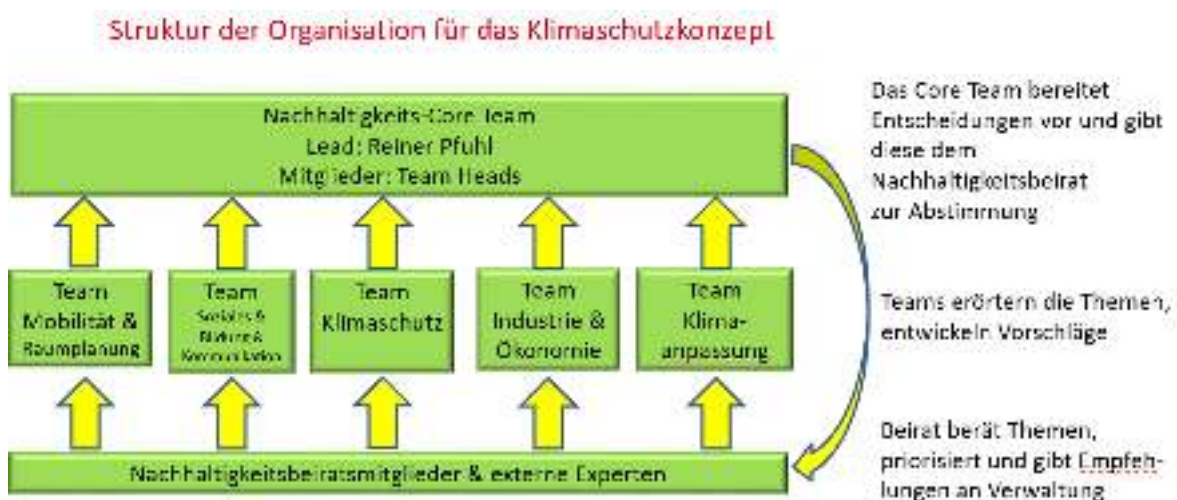 Struktur der Organisation für das Klimaschutzkonzept
Nachhaltigkeits-Core Team
Lead: Reiner Pfuhl
Mitglieder: Team Heads
Das Core Team bereitet
Entscheidungen vor und gibt
diese dem
Nachhaltigkeitsbeirat
zur Abstimmung
Team
Mobilität &
Raumplanung
Team
Soziales &
Bildung &
Kommunikation
Team
Klimaschutz
Team
Industrie &
Ökonomie
Team
Klima-
anpassung
Teams erörtern die Themen,
entwickeln Vorschläge
Nachhaltigkeitsbeiratsmitglieder & externe Experten
Beirat berät Themen,
priorisiert und gibt Empfeh-
lungen an Verwaltung